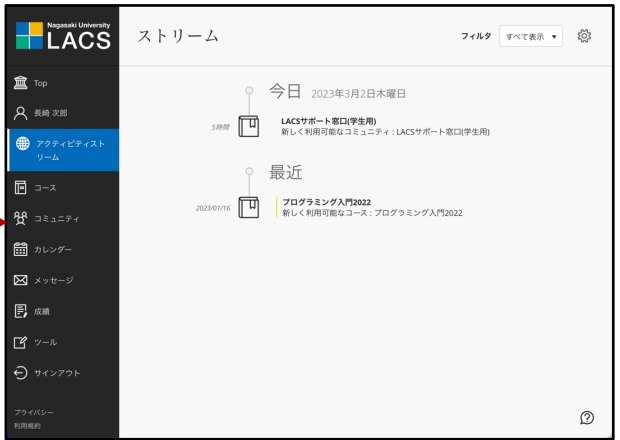 Nagasaki University
LACS
Top
長崎 次郎
アクティビティスト
リーム
コース
コミュニティ
カレンダー
メッセージ
成績
ツール
サインアウト
プライバシー
利用規約
ストリーム
フィルタ すべて表示
今日 2023年3月2日木曜日
5時間
LACSサポート窓口(学生用)
新しく利用可能なコミュニティ : LACSサポート窓口(学生用)
最近
2023/01/16
プログラミング入門2022
新しく利用可能なコース : プログラミング入門2022